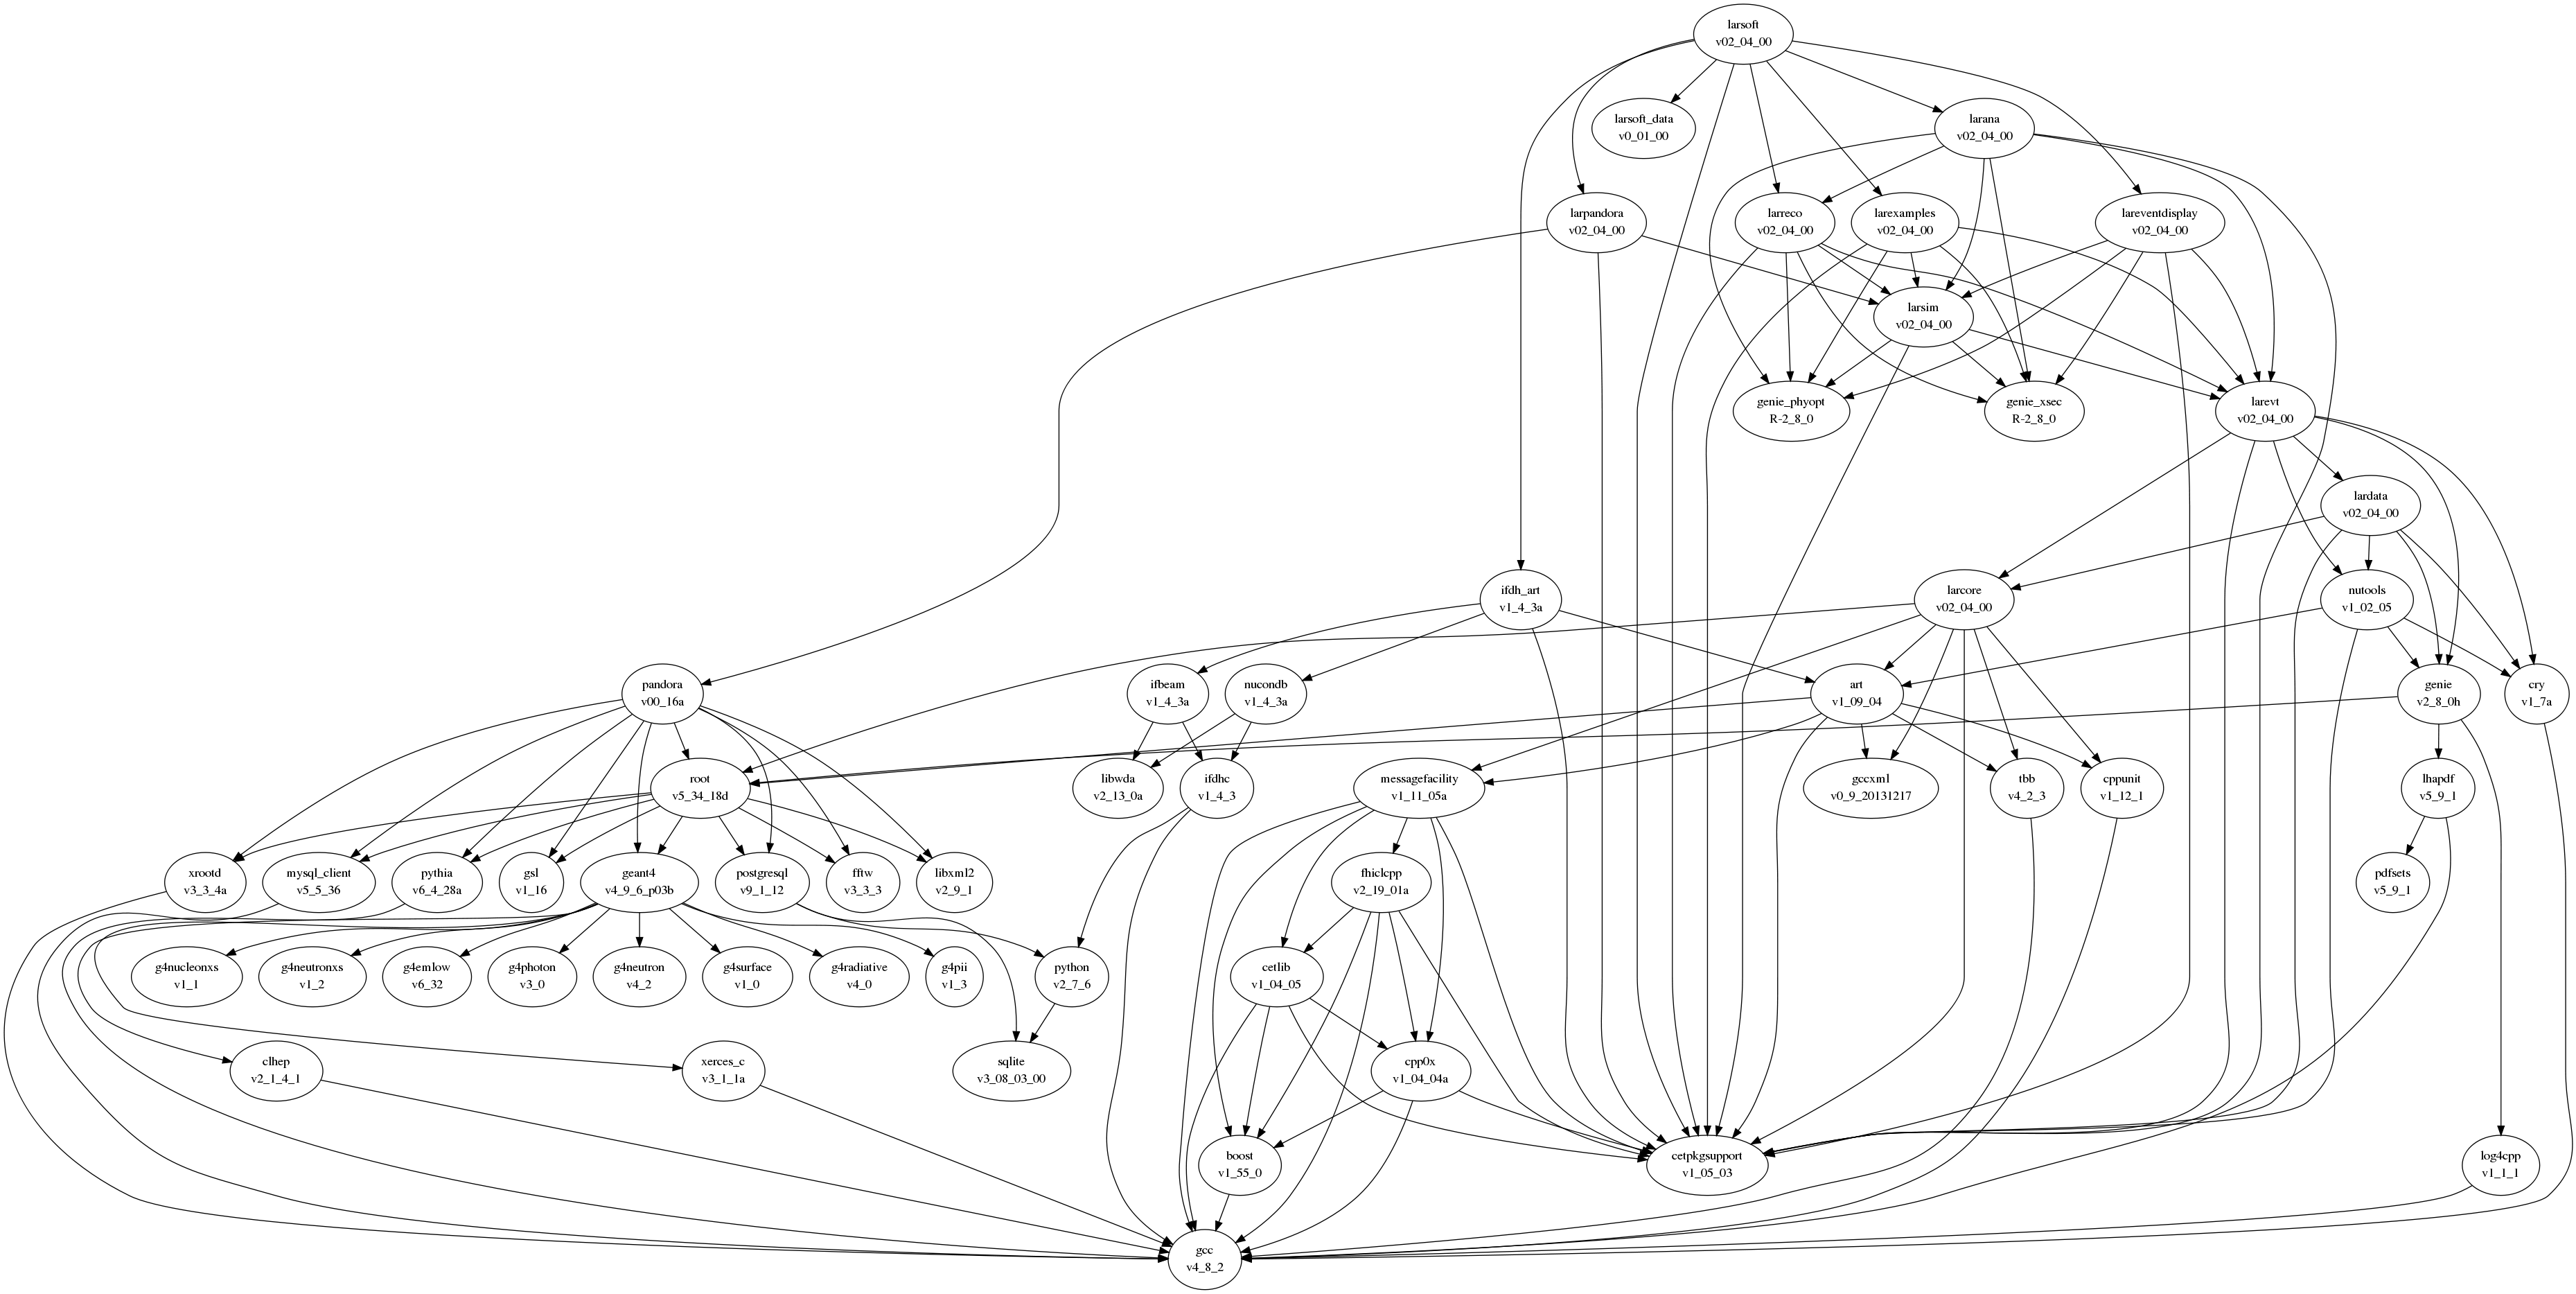 larsoft
v02_04_00
larsoft_data
v0_01_00
larana
v02_04_00
larpandora
v02_04_00
larreco
v02_04_00
larexamples
v02_04_00
lareventdisplay
v02_04_00
larsim
v02_04_00
genie_phyopt
R-2_8_0
genie_xsec
R-2_8_0
larevt
v02_04_00
lardata
v02_04_00
ifdh_art
v1_4_3a
larcore
v02_04_00
nutools
v1_02_05
pandora
v00_16a
ifbeam
v1_4_3a
nucondb
v1_4_3a
art
v1_09_04
genie
v2_8_0h
cry
v1_7a
root
v5_34_18d
libwda
v2_13_0a
ifdhc
v1_4_3
messagefacility
v1_11_05a
gccxml
v0_9_20131217
tbb
v4_2_3
cppunit
v1_12_1
lhapdf
v5_9_1
xrootd
v3_3_4a
mysql_client
v5_5_36
pythia
v6_4_28a
gsl
v1_16
geant4
v4_9_6_p03b
postgresql
v9_1_12
fftw
v3_3_3
libxml2
v2_9_1
fhiclcpp
v2_19_01a
pdfsets
v5_9_1
g4nucleonxs
v1_1
g4neutronxs
v1_2
g4emlow
v6_32
g4photon
v3_0
g4neutron
v4_2
g4surface
v1_0
g4radiative
v4_0
g4pii
v1_3
python
v2_7_6
cetlib
v1_04_05
clhep
v2_1_4_1
xerces_c
v3_1_1a
sqlite
v3_08_03_00
cpp0x
v1_04_04a
boost
v1_55_0
cetpkgsupport
v1_05_03
log4cpp
v1_1_1
gcc
v4_8_2